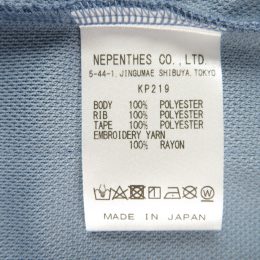 NEPENTHES CO., LTD.
5-44-1, JINGUMAE SHIBUYA, TOKYO
KP219
BODY 100% POLYESTER
RIB 100% POLYESTER
TAPE 100% POLYESTER
EMBROIDERY YARN
100% RAYON
MADE IN JAPAN